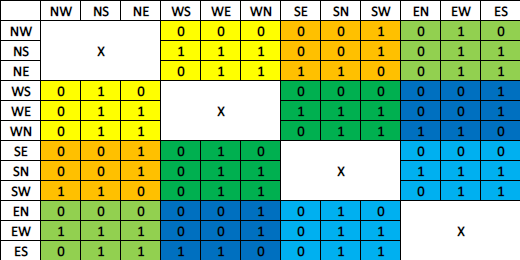 NW NS NE WS WE WN SE SN SW EN EW ES
NW 0 0 0 0 0 1 0 1 0
NS X 1 1 1 0 0 1 0 1 1
NE 0 1 1 1 1 0 0 1 1
WS 0 1 0 0 0 0 0 0 1
WE 0 1 1 X 1 1 1 0 0 1
WN 0 1 1 0 1 1 1 1 0
SE 0 0 1 0 1 0 0 0 0
SN 0 0 1 0 1 1 X 1 1 1
SW 1 1 0 0 1 1 0 1 1
EN 0 0 0 0 0 1 0 1 0
EW 1 1 1 0 0 1 0 1 1 X
ES 0 1 1 1 1 0 0 1 1